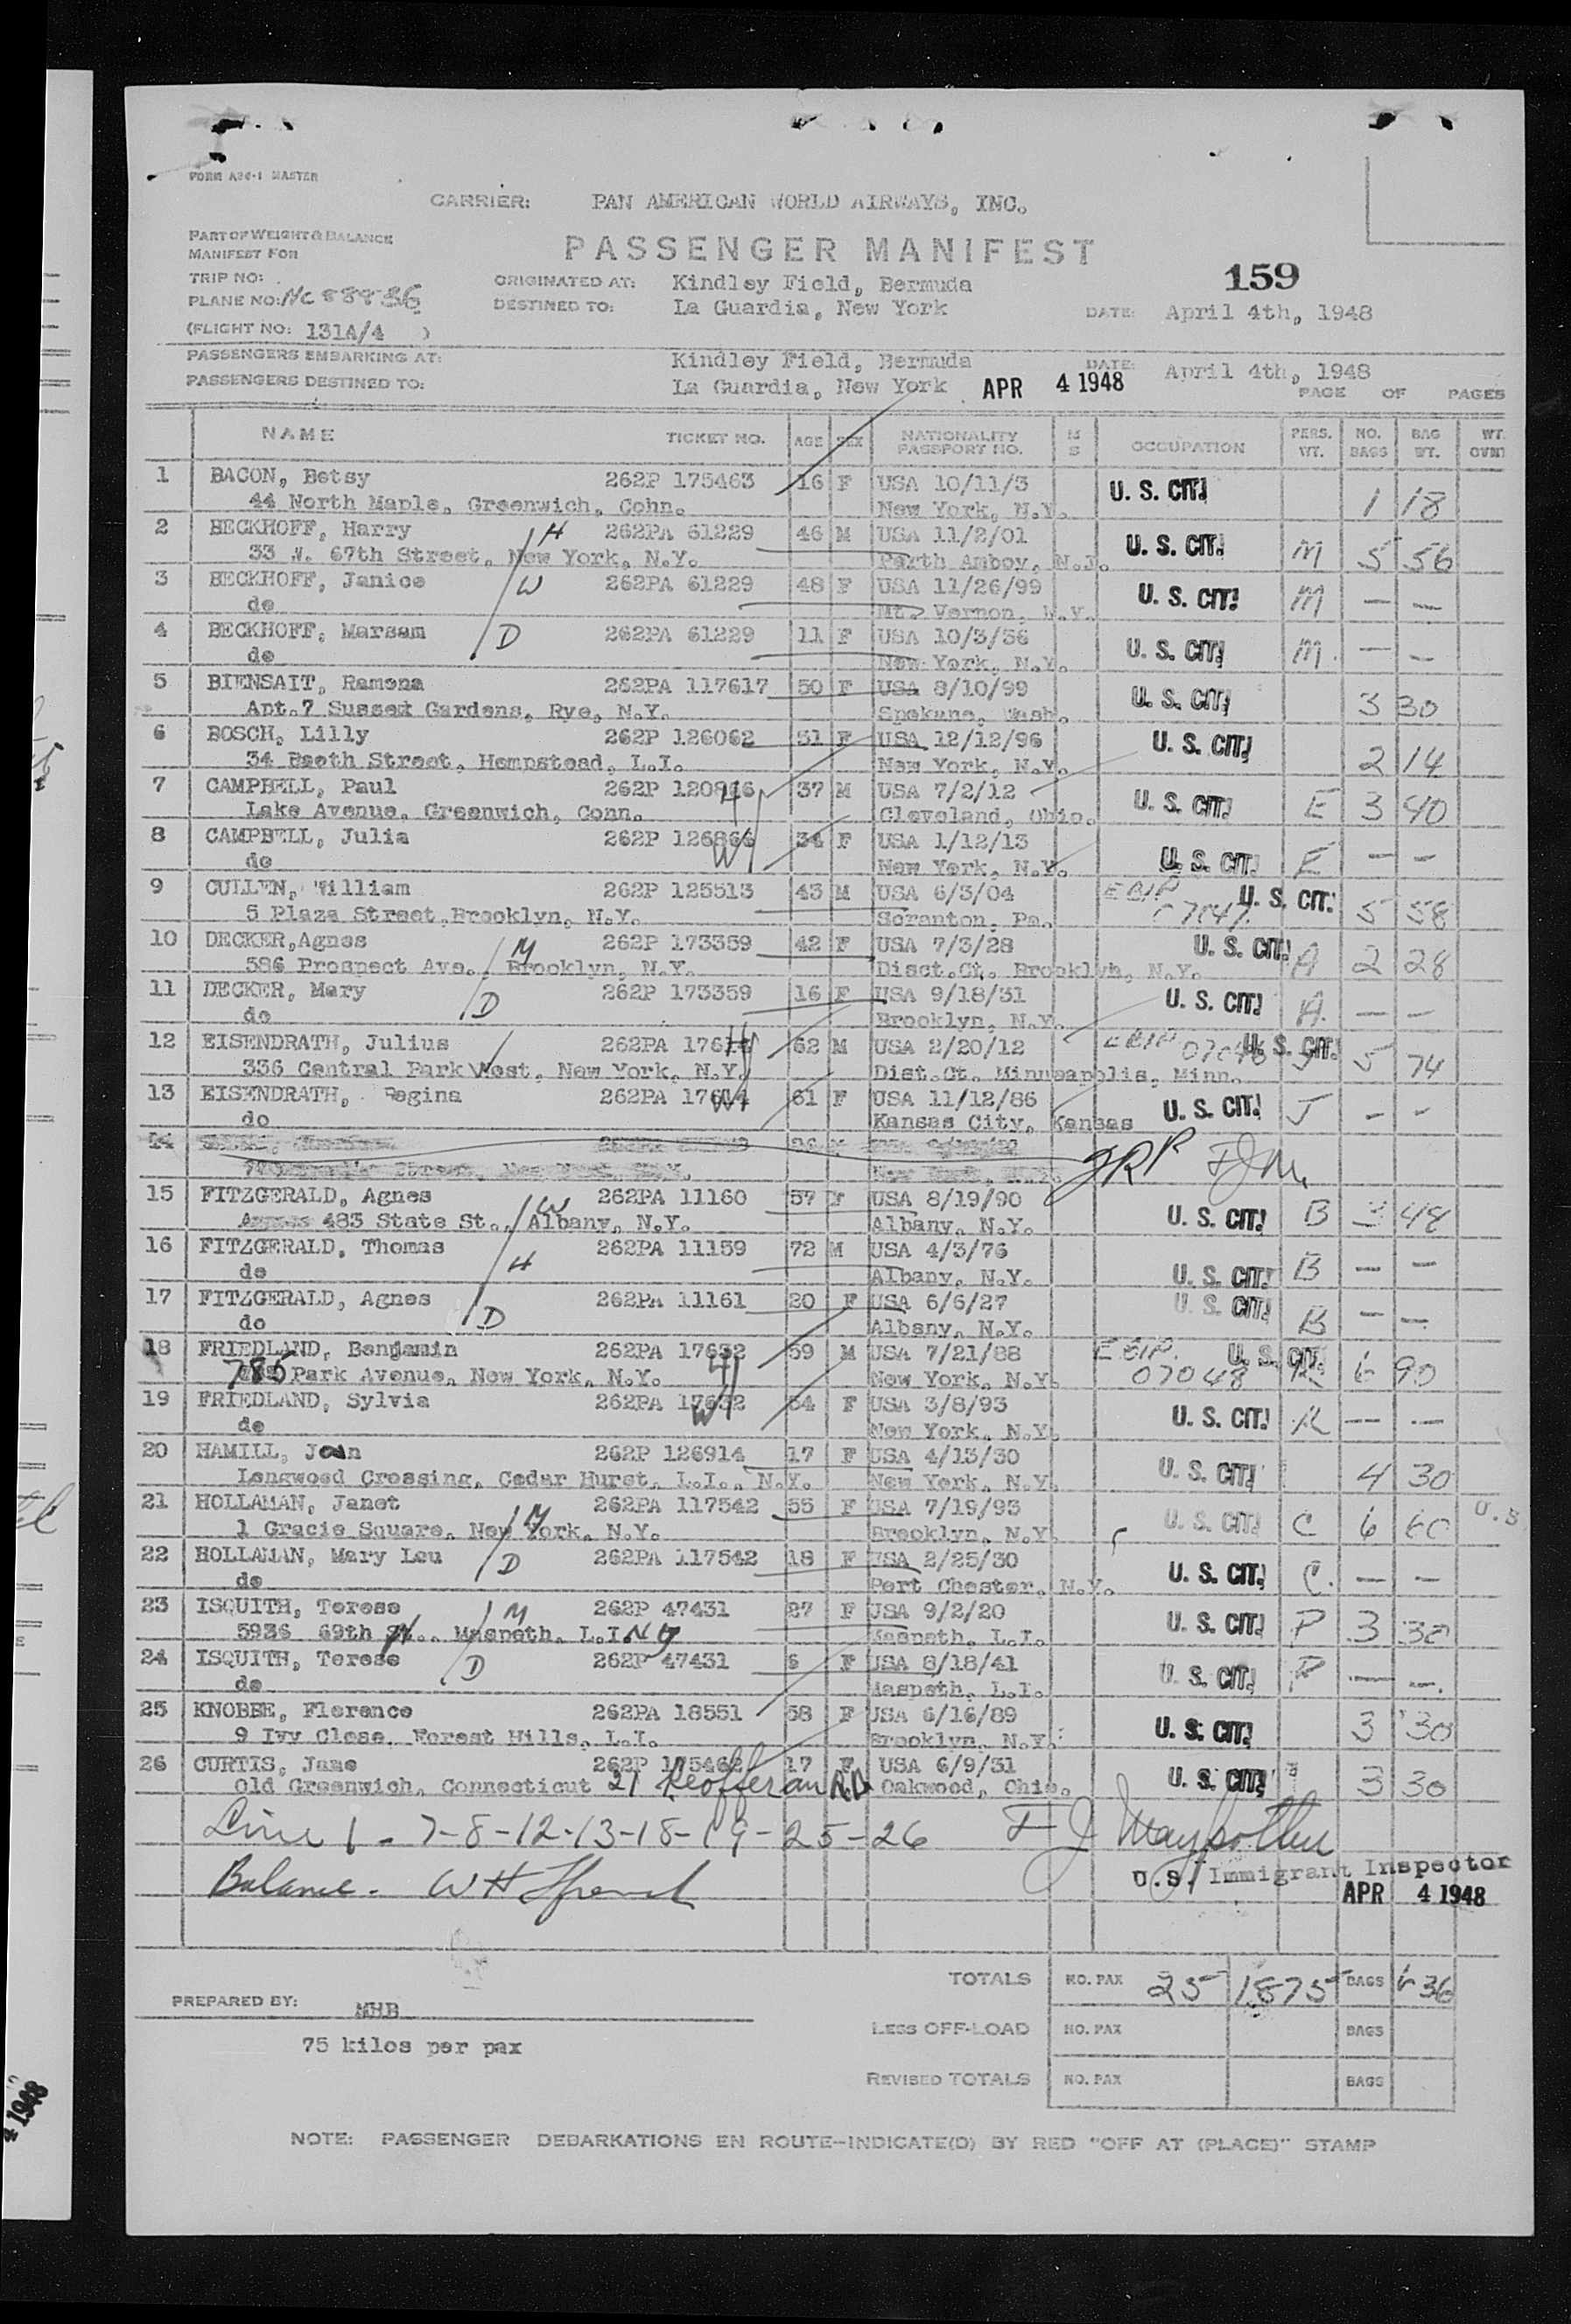 FORM A24-1 MASTER
CARRIER: PAN AMERICAN WORLD AIRWAYS, INC.
PART OF WEIGHT & BALANCE
MANIFEST FOR
PASSENGER MANIFEST
TRIP NO:
ORIGINATED AT: Kindley Field, Bermuda
159
PLANE NO: NC 88836
DESTINED TO: La Guardia, New York
DATE: April 4th, 1948
(FLIGHT NO: 131A/4 )
PASSENGERS EMBARKING AT: Kindley Field, Bermuda DATE: April 4th, 1948
PASSENGERS DESTINED TO: La Guardia, New York APR 4 1948
PAGE OF PAGES
NAME TICKET NO. AGE SEX NATIONALITY PASSPORT NO. M S OCCUPATION PERS. WT. NO. BAGS BAG WT. WT.
1 BACON, Betsy 262P 175463 16 F USA 10/11/3 U. S. CIT.
44 North Maple, Greenwich, Cohn. New York, N.Y. 1 18
2 BECKHOFF, Harry H 262PA 61229 46 M USA 11/2/01 U. S. CIT.
33 W. 67th Street, New York, N.Y. Perth Amboy, N.J. M 5 56
3 BECKHOFF, Janice W 262PA 61229 48 F USA 11/26/99 U. S. CIT. M — —
do Mt. Vernon, N.Y.
4 BECKHOFF, Marsam D 262PA 61229 11 F USA 10/3/36 U. S. CIT. M. — —
do New York, N.Y.
5 BIENSAIT, Ramona 262PA 117617 50 F USA 8/10/99 U. S. CIT. 3 30
Apt.7 Sussex Gardens, Rye, N.Y. Spokane, Wash.
6 BOSCH, Lilly 262P 126062 51 F USA 12/12/96 U. S. CIT.
34 Booth Street, Hempstead, L.I. New York, N.Y. 2 14
7 CAMPBELL, Paul H 37 M USA 7/2/12 U. S. CIT. E 3 40
Lake Avenue, Greenwich, Conn. Cleveland, Ohio.
8 CAMPBELL, Julia 262P 126866 W 34 F USA 1/12/13 U. S. CIT. E — —
do New York, N.Y.
9 CULLEN, William 262P 125513 43 M USA 6/3/04 U. S. CIT.
5 Plaza Street, Brooklyn, N.Y. Scranton, Pa. 5 58
10 DECKER,Agnes M 262P 173359 42 F USA 7/3/28 U. S. CIT. A 2 28
586 Prospect Ave., Brooklyn, N.Y. Disct.Ct. Brooklyh, N.Y.
11 DECKER, Mary D 262P 173359 16 F USA 9/18/31 U. S. CIT. A. — —
do Brooklyn, N.Y.
12 EISENDRATH, Julius 262PA H 62 M USA 2/20/12 U. S. CIT. J 5 74
336 Central Park West, New York, N.Y. Dist.Ct. Minneapolis, Minn.
13 EISENDRATH, Regina 262PA 17614 W 61 F USA 11/12/86 U. S. CIT. J - -
do Kansas City, Kansas
14 JRP FJM
15 FITZGERALD, Agnes W 262PA 11160 57 F USA 8/19/90 U. S. CIT. B 3 48
483 State St., Albany, N.Y. Albany, N.Y.
16 FITZGERALD, Thomas H 262PA 11159 72 M USA 4/3/76 U. S. CIT. B — —
do Albany, N.Y.
17 FITZGERALD, Agnes D 262PA 11161 20 F USA 6/6/27 U. S. CIT. B — —
do Albany, N.Y.
18 FRIEDLAND, Benjamin 262PA 17632 H 59 M USA 7/21/88 U. S. CIT. R 6 90
785 Park Avenue, New York, N.Y. New York, N.Y. 07048
19 FRIEDLAND, Sylvia 262PA 17632 W 54 F USA 3/8/93 U. S. CIT. R — —
do New York, N.Y.
20 HAMILL, Joan 262P 126914 17 F USA 4/13/30 U. S. CIT. 4 30
Longwood Crossing, Cedar Hurst, L.I., N.Y. New York, N.Y.
21 HOLLAMAN, Janet M 262PA 117542 55 F USA 7/19/93 U. S. CIT. C 6 60
1 Gracie Square, New York, N.Y. Brooklyn, N.Y.
22 HOLLAMAN, Mary Lou D 262PA 117542 18 F USA 2/25/30 U. S. CIT. C. — —
do Port Chester, N.Y.
23 ISQUITH, Terese M 262P 47431 27 F USA 9/2/20 U. S. CIT. P 3 30
5936 69th Maspeth, L.I. NY Maspeth, L.I.
24 ISQUITH, Terese D 262P 47431 6 F USA 8/18/41 U. S. CIT. P — —.
do Maspeth, L.I.
25 KNOBBE, Florence 262PA 18551 58 F USA 6/16/89 U. S. CIT. 3 30
9 Ivy Close, Forest Hills, L.I. Brooklyn, N.Y.
26 CURTIS, Jane 262P 175462 17 F USA 6/9/31 U. S. CIT. 3 30
Old Greenwich, Connecticut 21 Keofferam RD Oakwood, Ohio.
Line 1 - 7-8-12-13-18-19-25-26
Balance - W H
U.S. Immigrant Inspector
APR 4 1948
TOTALS NO. PAX 25 1875 BAGS 636
PREPARED BY: MHB
LESS OFF-LOAD NO. PAX BAGS
75 kilos per pax
REVISED TOTALS NO. PAX BAGS
NOTE: PASSENGER DEBARKATIONS EN ROUTE-INDICATE(D) BY RED "OFF AT (PLACE)" STAMP
4 1948